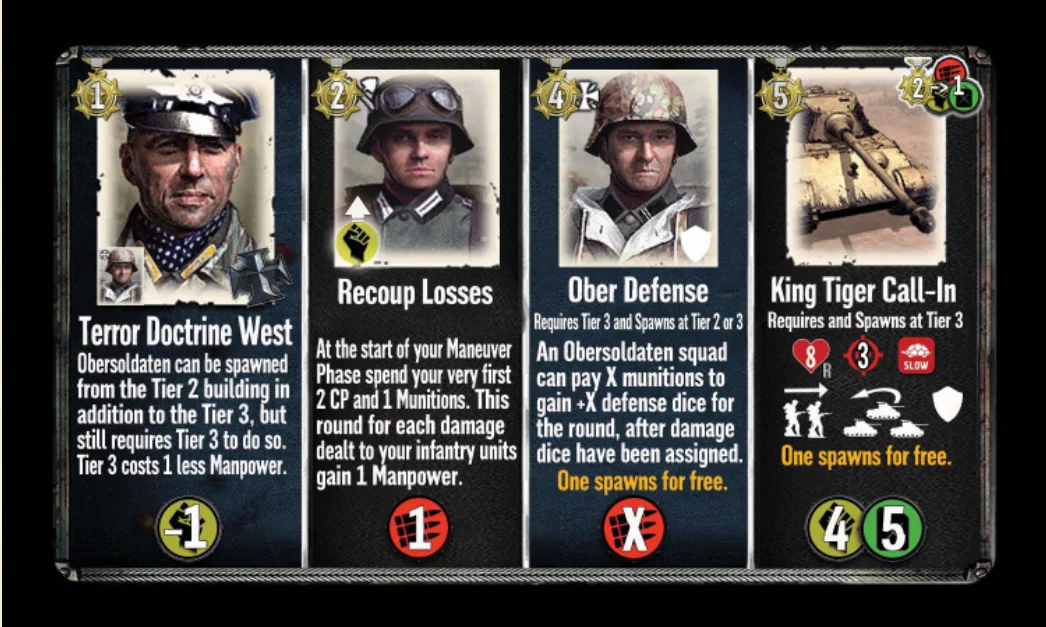 1
Terror Doctrine West
Obersoldaten can be spawned
from the Tier 2 building in
addition to the Tier 3, but
still requires Tier 3 to do so.
Tier 3 costs 1 less Manpower.
-1
2
Recoup Losses
At the start of your Maneuver
Phase spend your very first
2 CP and 1 Munitions. This
round for each damage
dealt to your infantry units
gain 1 Manpower.
1
4
Ober Defense
Requires Tier 3 and Spawns at Tier 2 or 3
An Obersoldaten squad
can pay X munitions to
gain +X defense dice for
the round, after damage
dice have been assigned.
One spawns for free.
X
5
2->1
King Tiger Call-In
Requires and Spawns at Tier 3
8 R 3 SLOW
One spawns for free.
4 5